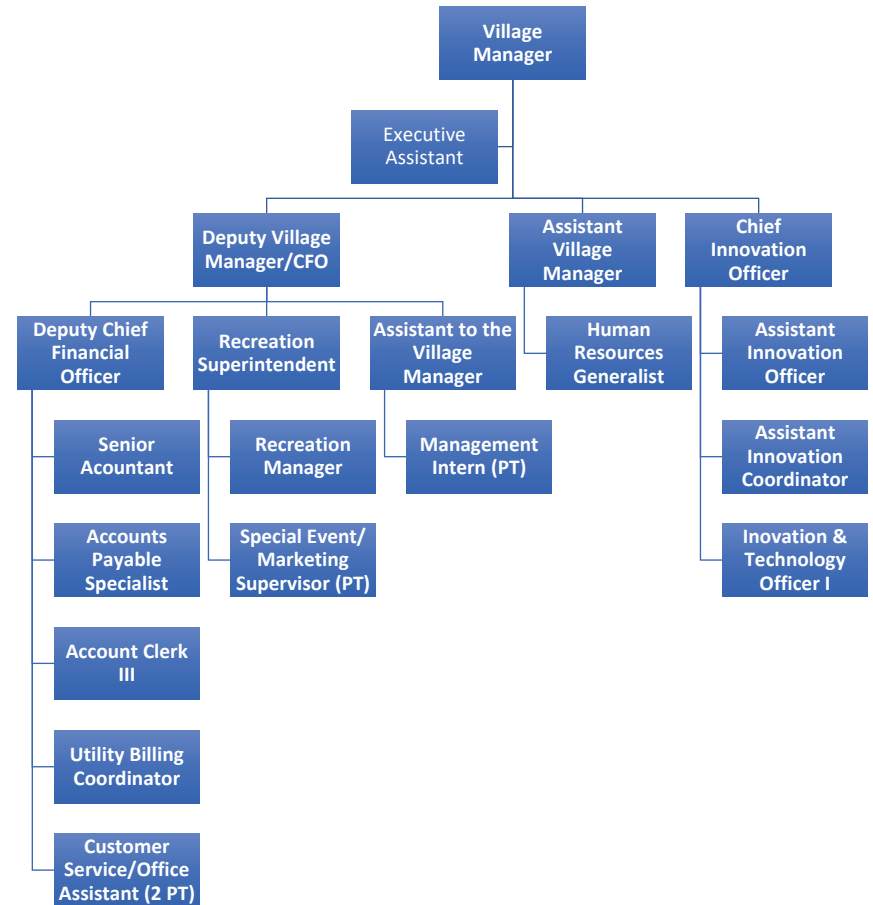 Village
Manager
Executive
Assistant
Deputy Village
Manager/CFO
Assistant
Village
Manager
Chief
Innovation
Officer
Deputy Chief
Financial
Officer
Recreation
Superintendent
Assistant to the
Village
Manager
Human
Resources
Generalist
Assistant
Innovation
Officer
Senior
Acountant
Recreation
Manager
Management
Intern (PT)
Assistant
Innovation
Coordinator
Accounts
Payable
Specialist
Special Event/
Marketing
Supervisor (PT)
Inovation &
Technology
Officer I
Account Clerk
III
Utility Billing
Coordinator
Customer
Service/Office
Assistant (2 PT)